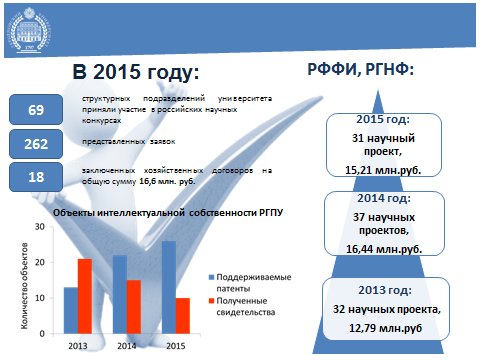 В 2015 году:
69
структурных подразделений университета
приняли участие в российских научных
конкурсах
262
представленных заявок
18
заключенных хозяйственных договоров на
общую сумму 16,6 млн. руб.
Объекты интеллектуальной собственности РГПУ
Количество объектов
30
20
10
0
2013
2014
2015
Поддерживаемые
патенты
Полученные
свидетельства
РФФИ, РГНФ:
2015 год:
31 научный
проект,
15,21 млн.руб.
2014 год:
37 научных
проектов,
16,44 млн.руб.
2013 год:
32 научных проекта,
12,79 млн.руб